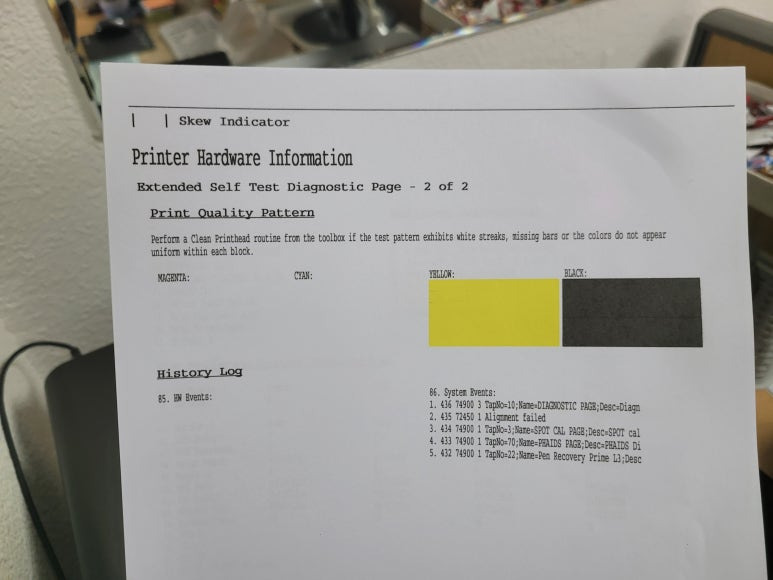 | | Skew Indicator
Printer Hardware Information
Extended Self Test Diagnostic Page - 2 of 2
Print Quality Pattern
Perform a Clean Printhead routine from the toolbox if the test pattern exhibits white streaks, missing bars or the colors do not appear
uniform within each block.
MAGENTA: CYAN: YELLOW: BLACK:
History Log
85. HW Events:
86. System Events:
1. 436 74900 3 TapNo=10;Name=DIAGNOSTIC PAGE;Desc=Diagn
2. 435 72450 1 Alignment failed
3. 434 74900 1 TapNo=3;Name=SPOT CAL PAGE;Desc=SPOT cal
4. 433 74900 1 TapNo=70;Name=PHAIDS PAGE;Desc=PHAIDS Di
5. 432 74900 1 TapNo=22;Name=Pen Recovery Prime L3;Desc